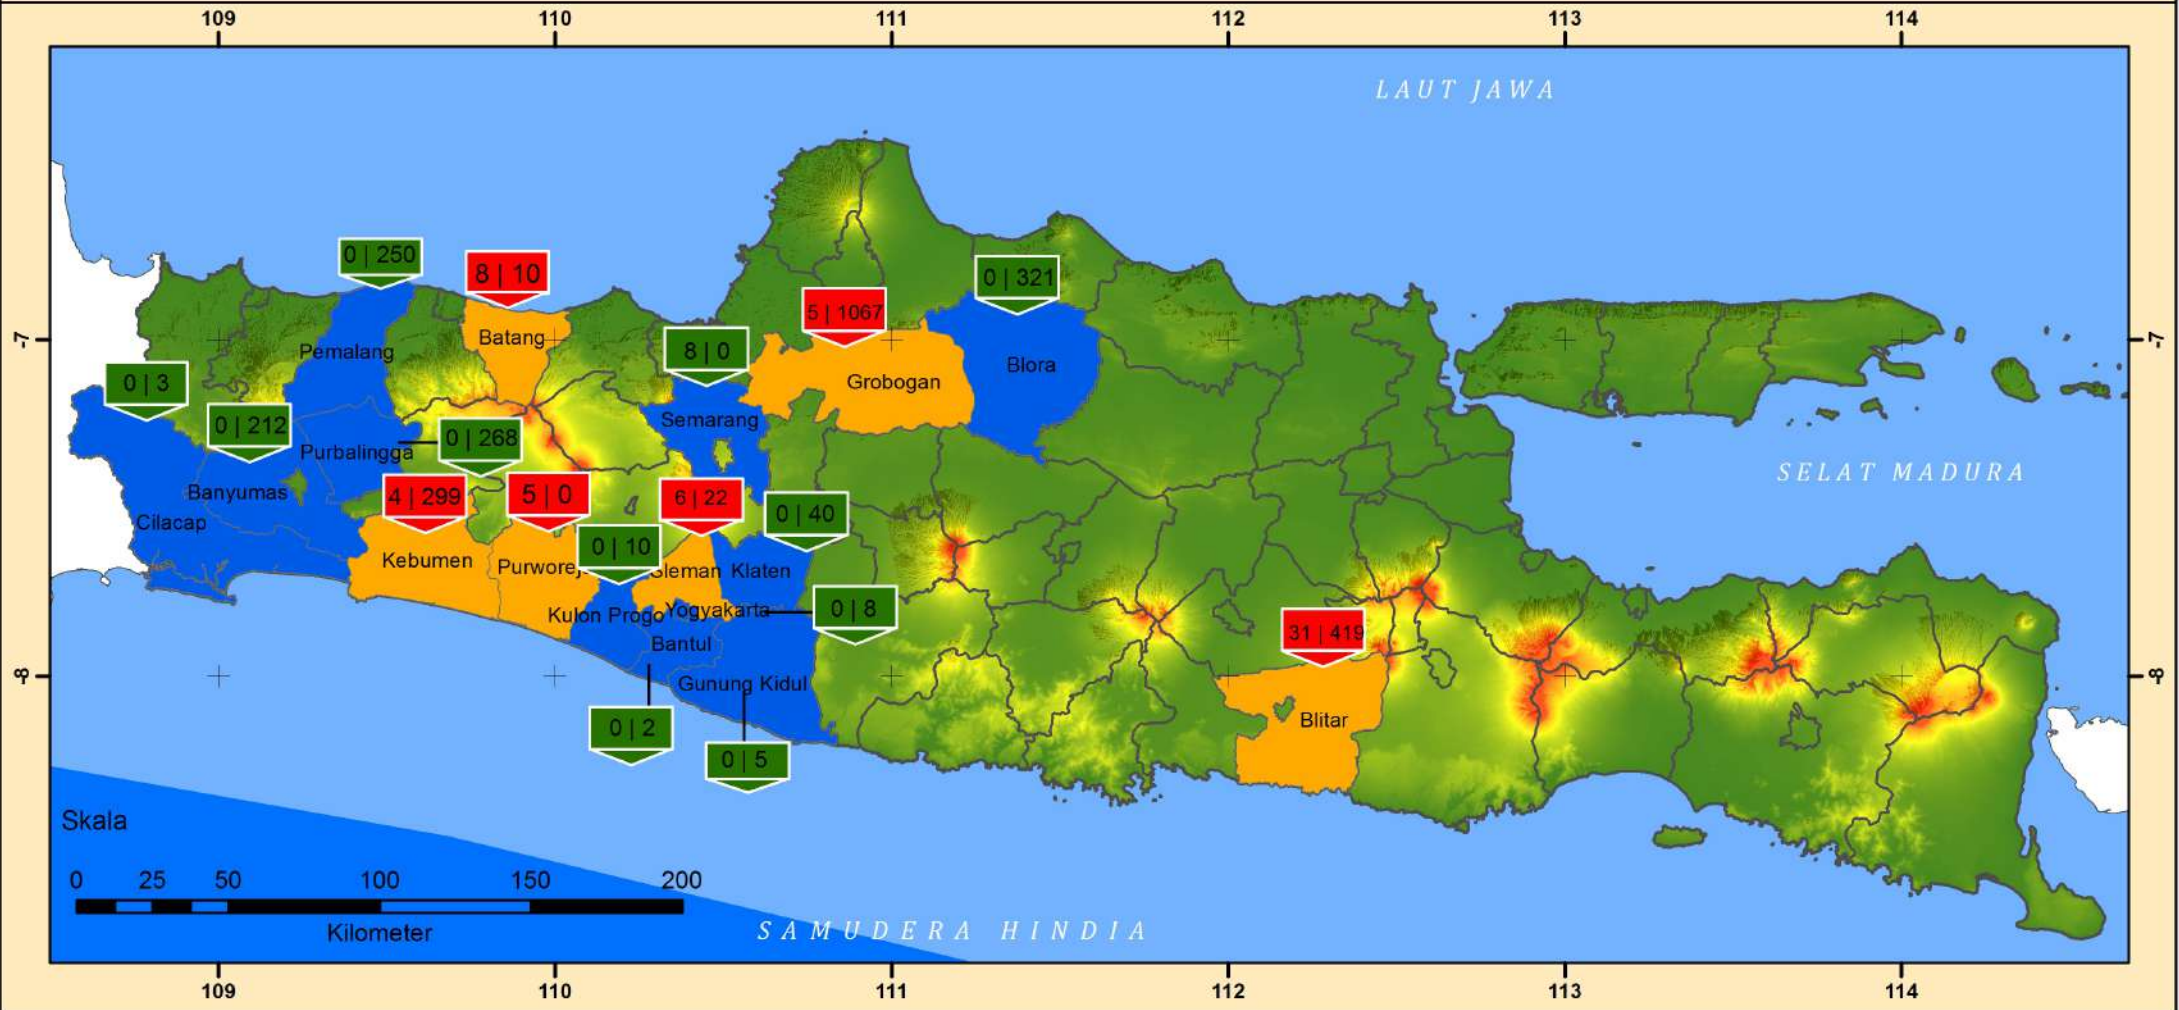 109 110 111 112 113 114
LAUT JAWA
0 | 250
8 | 10
0 | 321
5 | 1067
-7
-7
Batang
8 | 0
Pemalang
Blora
0 | 3
Grobogan
0 | 212
Semarang
0 | 268
Purbalingga
SELAT MADURA
Banyumas
4 | 299
5 | 0
6 | 22
0 | 40
Cilacap
0 | 10
Kebumen
Purworej
Sleman
Klaten
Kulon Progo
Yogyakarta
0 | 8
31 | 419
Bantul
-8
-8
Gunung Kidul
0 | 2
Blitar
0 | 5
Skala
0 25 50 100 150 200
Kilometer
SAMUDERA HINDIA
109 110 111 112 113 114